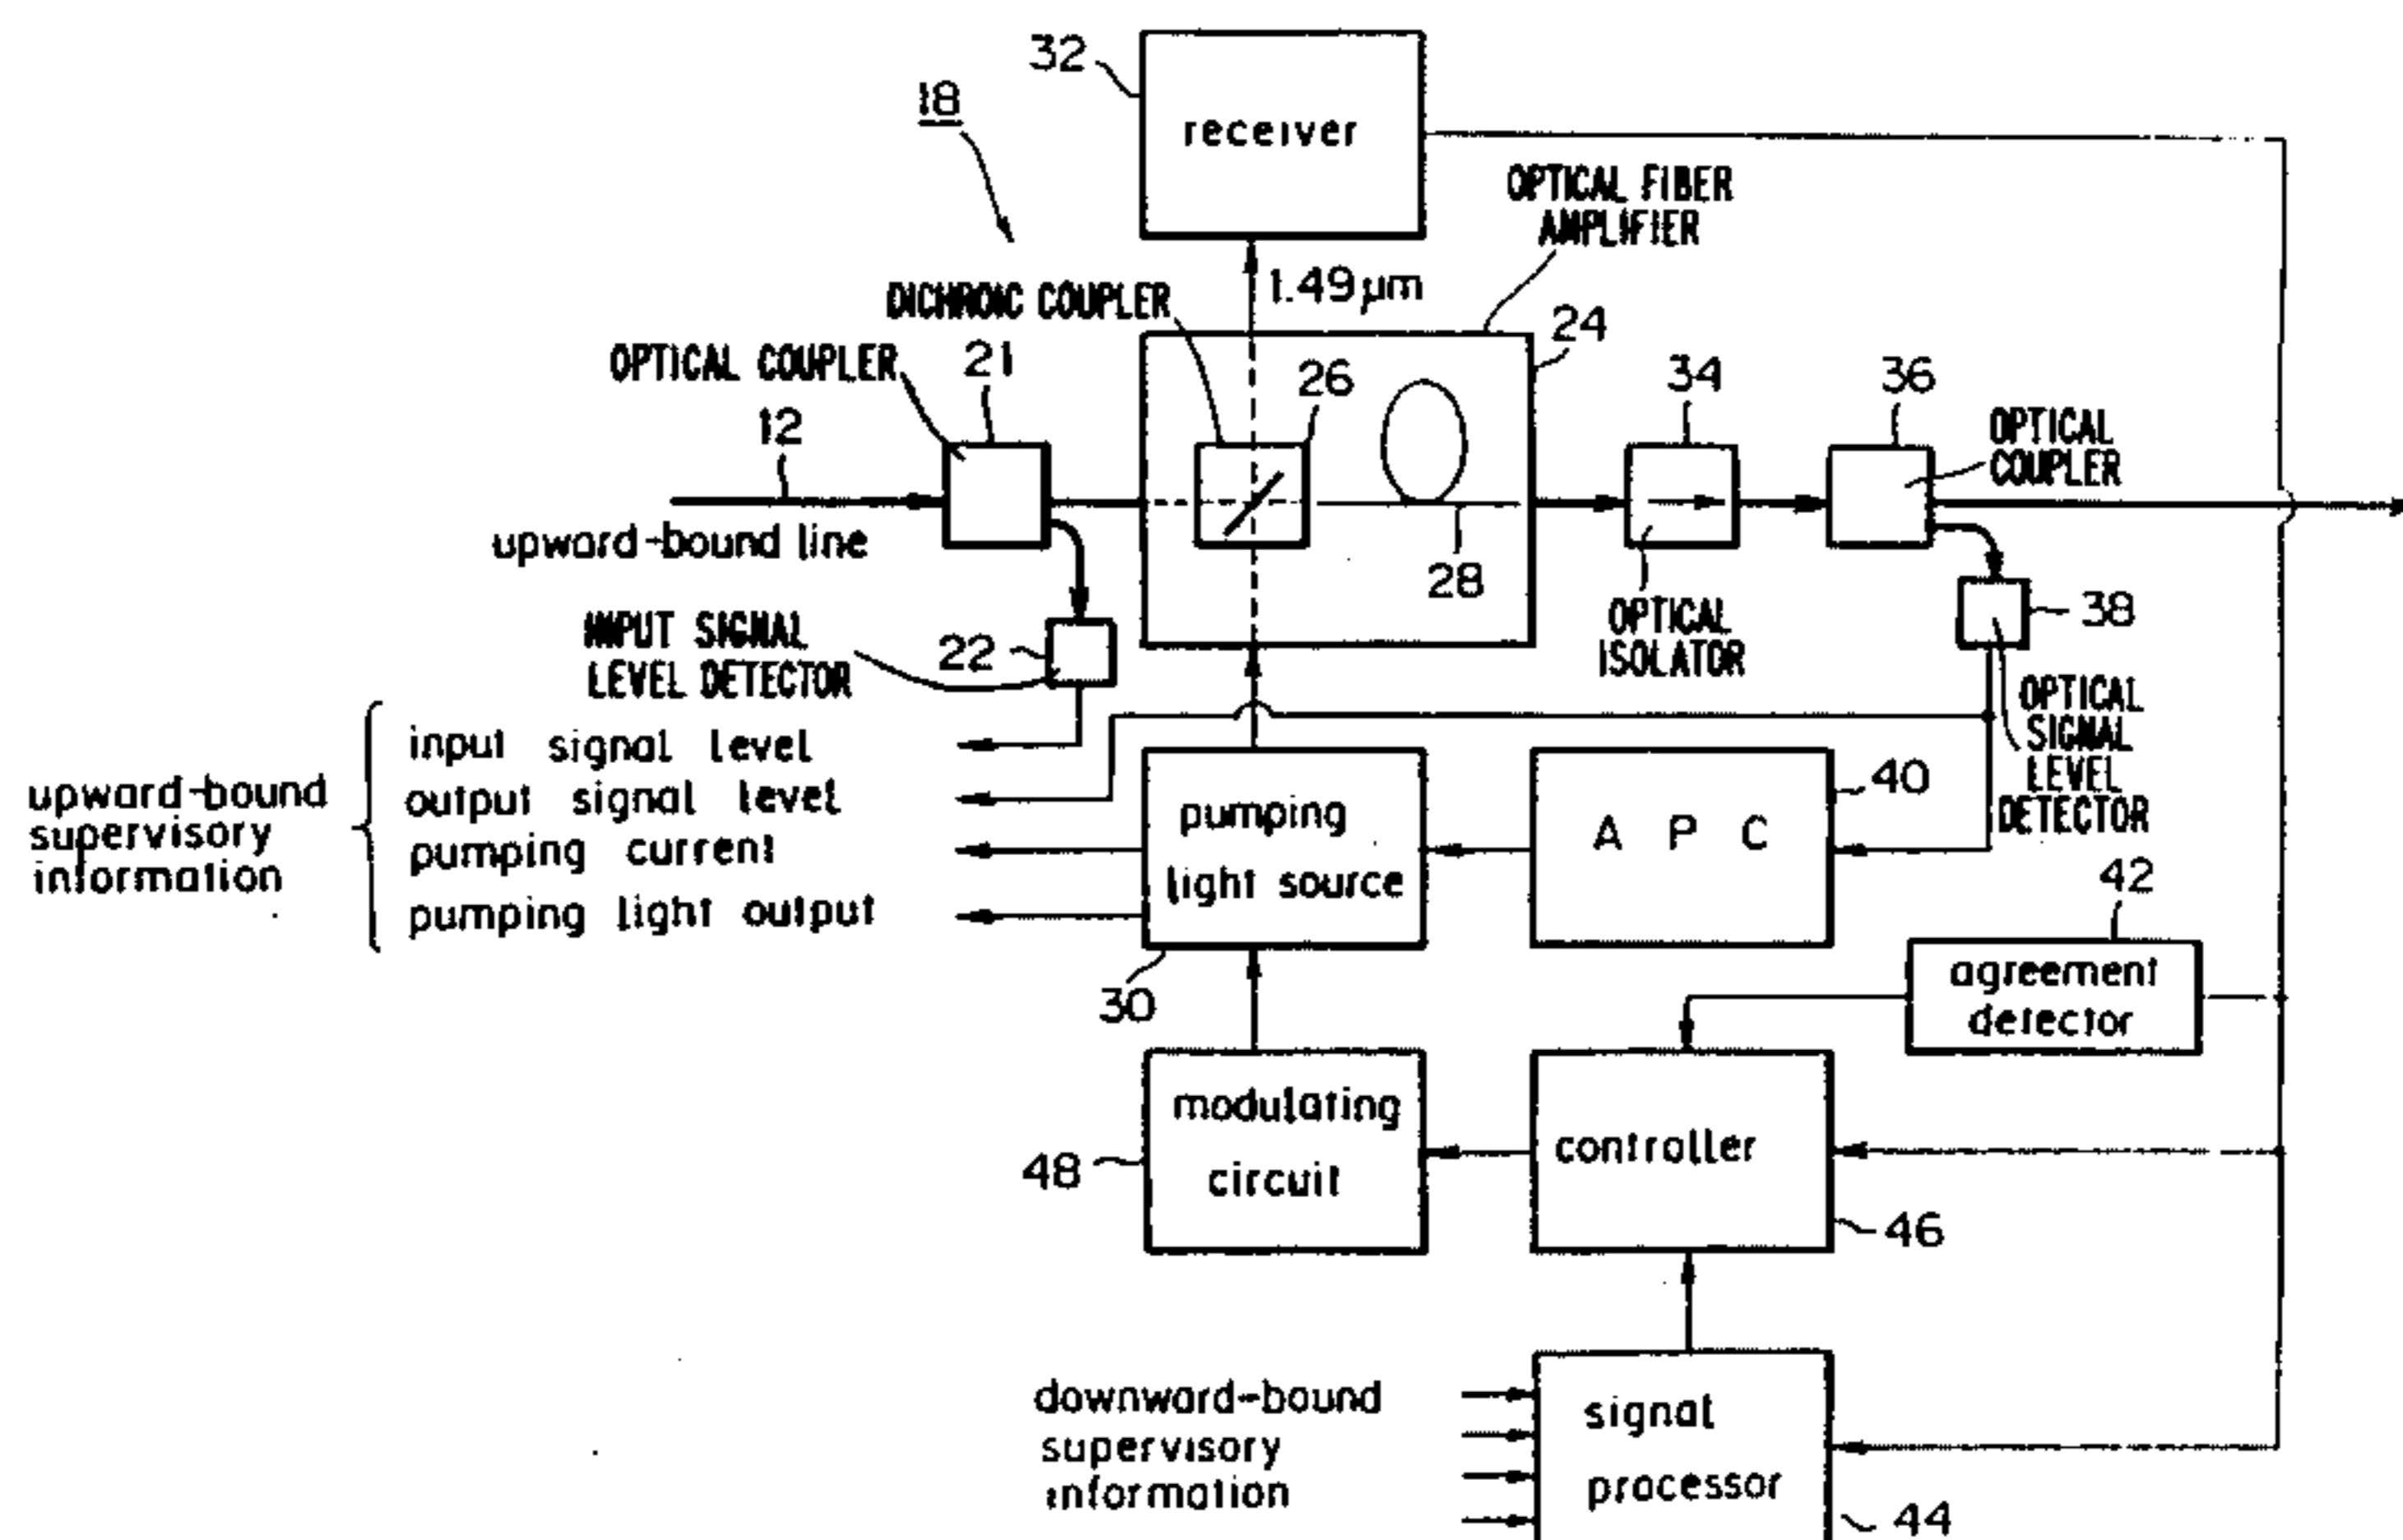 32
receiver
18
OPTICAL FIBER
AMPLIFIER
1.49 µm
DICHROIC COUPLER
24
OPTICAL COUPLER
21
26
34
36
12
OPTICAL
COUPLER
upward-bound line
28
38
OPTICAL
ISOLATOR
INPUT SIGNAL
LEVEL DETECTOR
22
OPTICAL
SIGNAL
LEVEL
DETECTOR
upward-bound
supervisory
information
input signal level
output signal level
pumping current
pumping light output
pumping
light source
30
A P C
40
42
agreement
detector
modulating
circuit
48
controller
46
downward-bound
supervisory
information
signal
processor
44